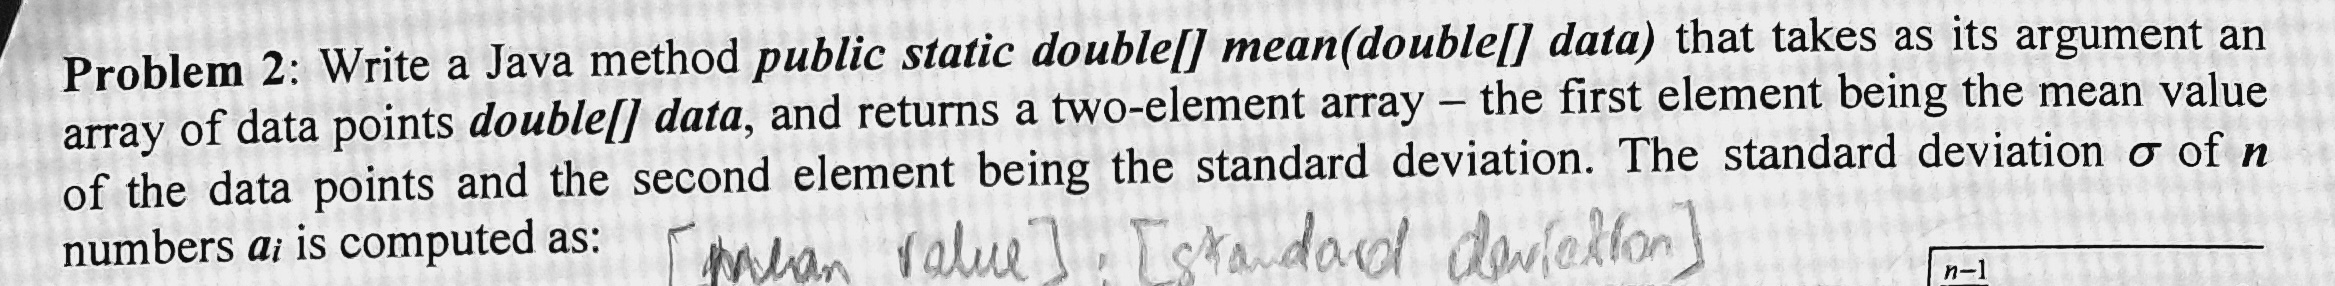 Problem 2: Write a Java method public static double[] mean(double[] data) that takes as its argument an
array of data points double[] data, and returns a two-element array – the first element being the mean value
of the data points and the second element being the standard deviation. The standard deviation σ of n
numbers aᵢ is computed as:
[mean value], [standard deviation]
n−1